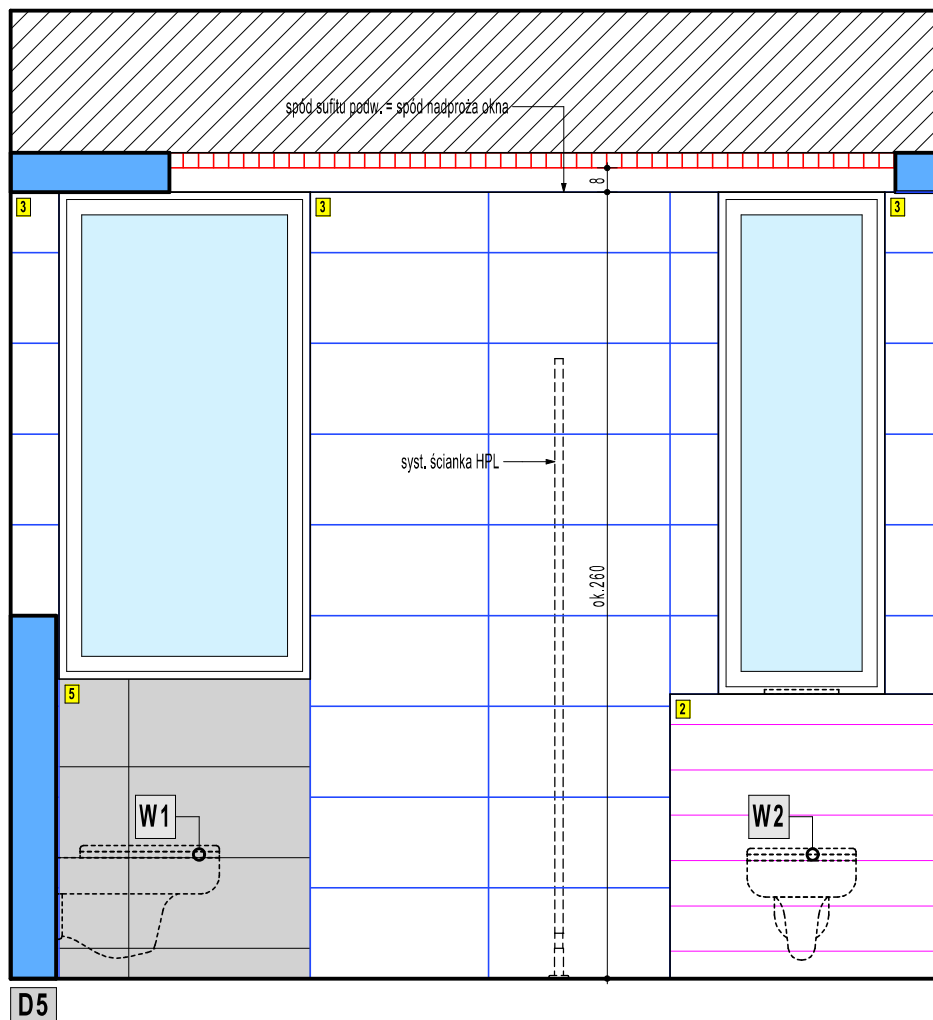 spód sufitu podw. = spód nadproża okna
8
3
3
3
syst. ścianka HPL
ok.260
5
2
W1
W2
D5